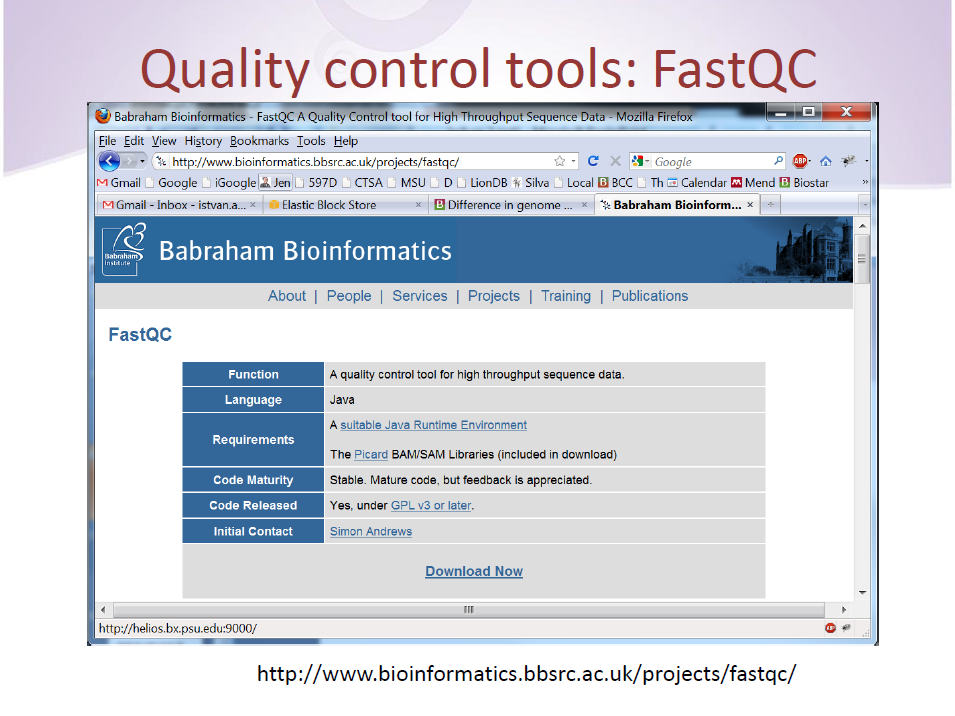 Quality control tools: FastQC
Babraham Bioinformatics - FastQC A Quality Control tool for High Throughput Sequence Data - Mozilla Firefox
File Edit View History Bookmarks Tools Help
http://www.bioinformatics.bbsrc.ac.uk/projects/fastqc/ Google ABP
Gmail Google iGoogle Jen 597D CTSA MSU D LionDB Silva Local BCC Th Calendar Mend Biostar »
Gmail - Inbox - istvan.a... × Elastic Block Store × Difference in genome ... × Babraham Bioinform... ×
Babraham Institute
Babraham Bioinformatics
About | People | Services | Projects | Training | Publications
FastQC
Function A quality control tool for high throughput sequence data.
Language Java
Requirements A suitable Java Runtime Environment
The Picard BAM/SAM Libraries (included in download)
Code Maturity Stable. Mature code, but feedback is appreciated.
Code Released Yes, under GPL v3 or later.
Initial Contact Simon Andrews
Download Now
http://helios.bx.psu.edu:9000/ ABP
http://www.bioinformatics.bbsrc.ac.uk/projects/fastqc/